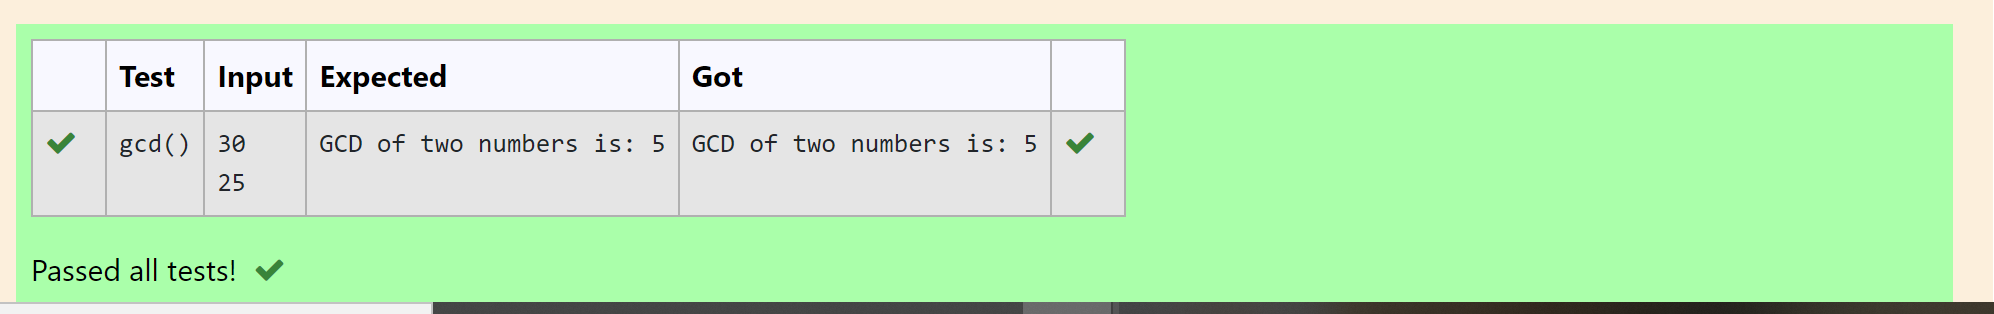 Test Input Expected Got
gcd() 30 GCD of two numbers is: 5 GCD of two numbers is: 5
25
Passed all tests!